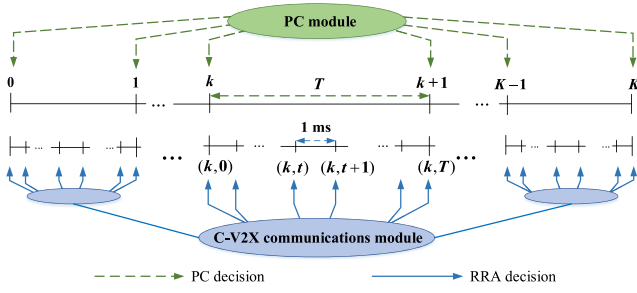 PC module
0 1 k k+1 K−1 K
T
... ...
1 ms
... ... ... ... ... ... ... ...
(k,0) (k,t) (k,t+1) (k,T)
C-V2X communications module
PC decision RRA decision